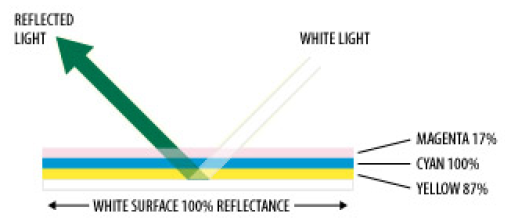 REFLECTED
LIGHT
WHITE LIGHT
MAGENTA 17%
CYAN 100%
YELLOW 87%
WHITE SURFACE 100% REFLECTANCE